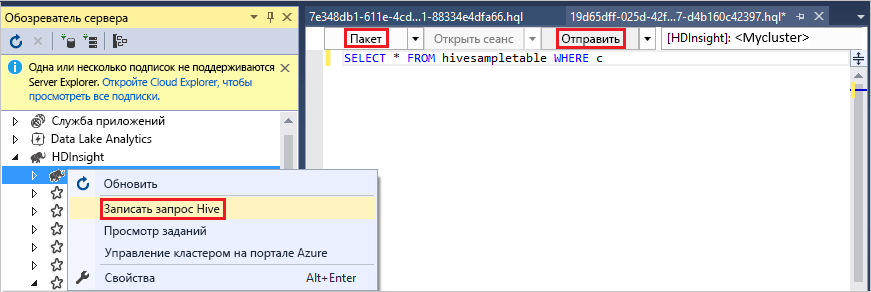 Обозреватель сервера
Одна или несколько подписок не поддерживаются
Server Explorer. Откройте Cloud Explorer, чтобы
просмотреть все подписки.
Служба приложений
Data Lake Analytics
HDInsight
Обновить
Записать запрос Hive
Просмотр заданий
Управление кластером на портале Azure
Свойства Alt+Enter
7e348db1-611e-4cd...1-88334e4dfa66.hql 19d65dff-025d-42f...7-d4b160c42397.hql*
Пакет Открыть сеанс Отправить [HDInsight]: <Mycluster>
SELECT * FROM hivesampletable WHERE c